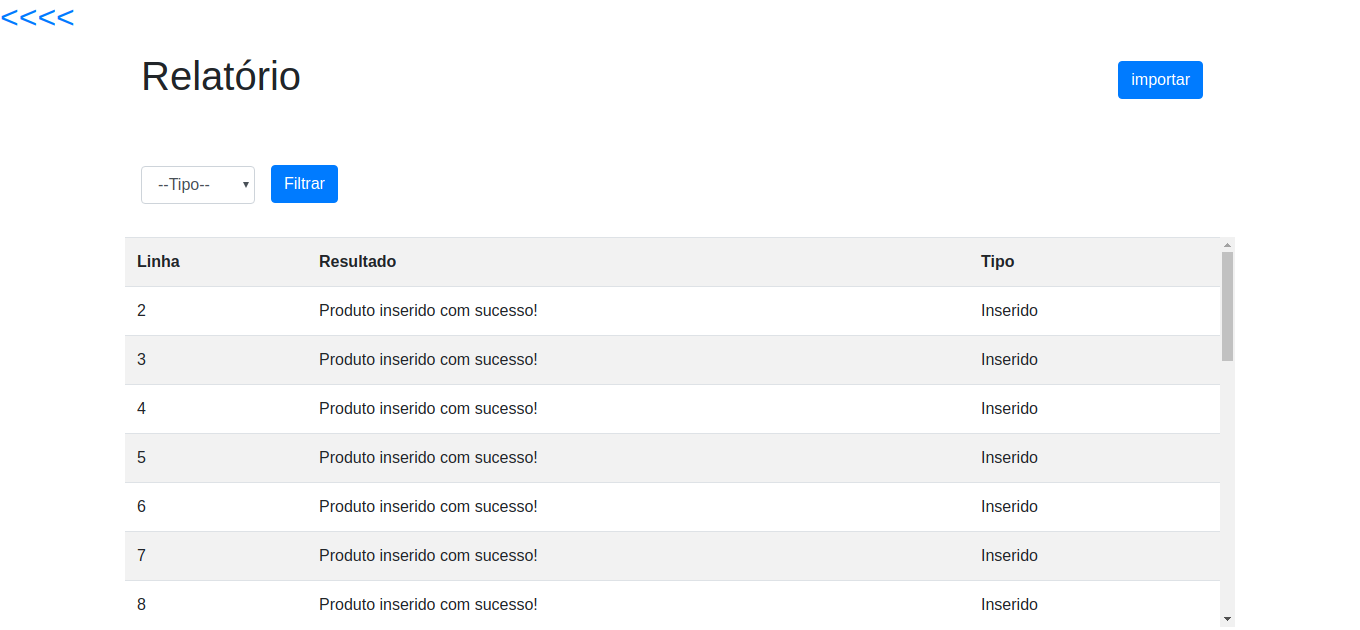 <<<<
Relatório
importar
--Tipo-- Filtrar
Linha Resultado Tipo
2 Produto inserido com sucesso! Inserido
3 Produto inserido com sucesso! Inserido
4 Produto inserido com sucesso! Inserido
5 Produto inserido com sucesso! Inserido
6 Produto inserido com sucesso! Inserido
7 Produto inserido com sucesso! Inserido
8 Produto inserido com sucesso! Inserido